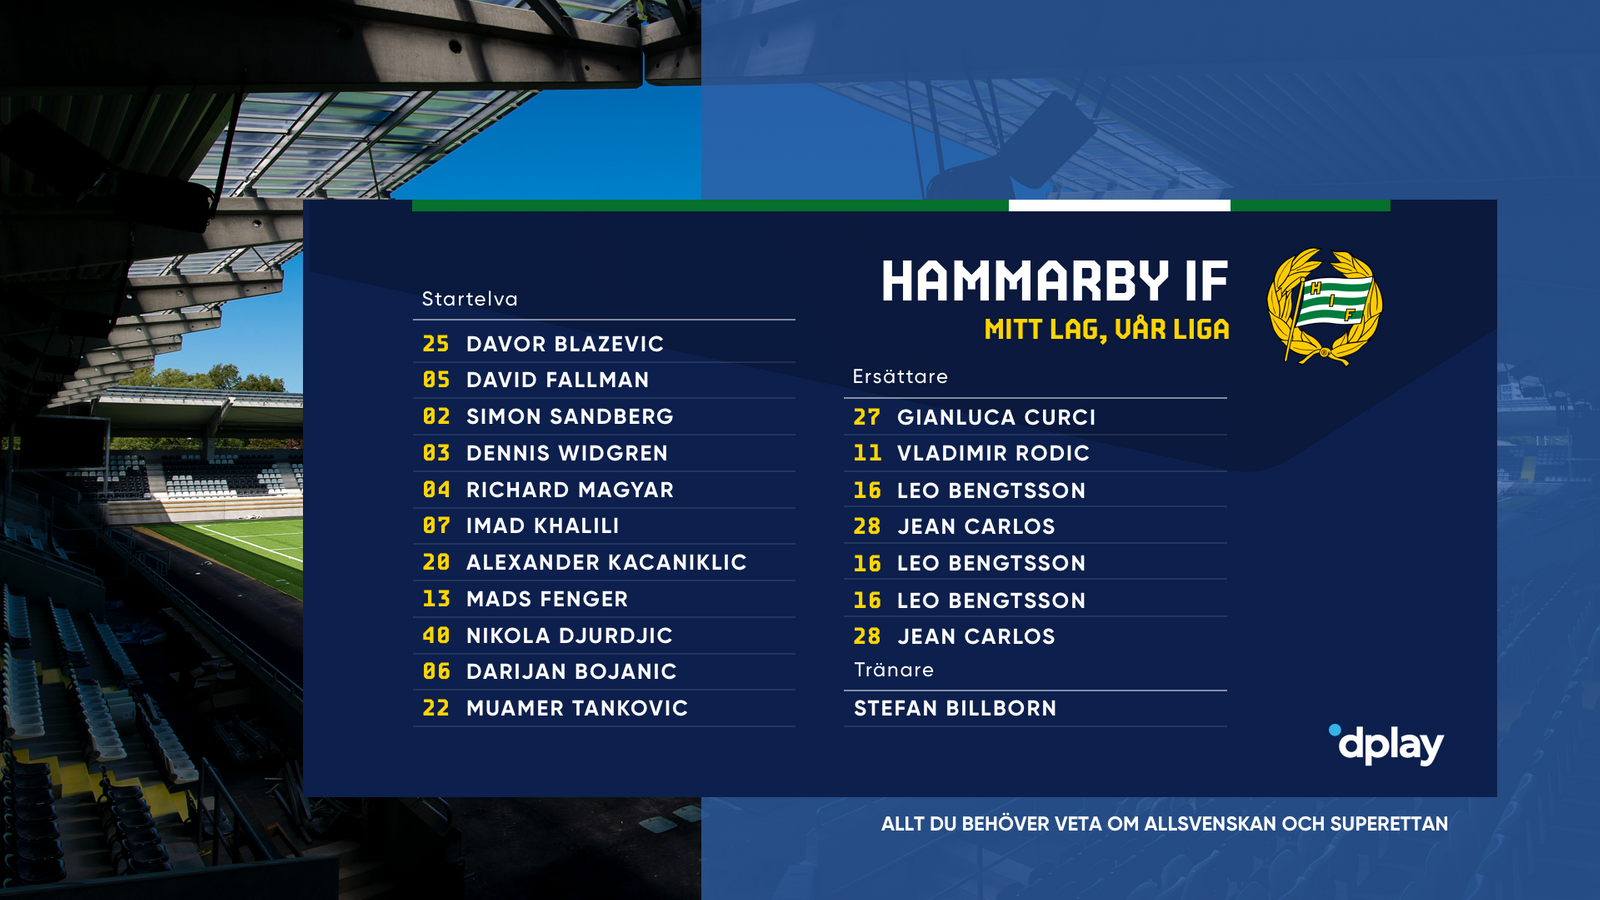 HAMMARBY IF
MITT LAG, VÅR LIGA
H
I
F
Startelva
25 DAVOR BLAZEVIC
05 DAVID FALLMAN
02 SIMON SANDBERG
03 DENNIS WIDGREN
04 RICHARD MAGYAR
07 IMAD KHALILI
20 ALEXANDER KACANIKLIC
13 MADS FENGER
40 NIKOLA DJURDJIC
06 DARIJAN BOJANIC
22 MUAMER TANKOVIC
Ersättare
27 GIANLUCA CURCI
11 VLADIMIR RODIC
16 LEO BENGTSSON
28 JEAN CARLOS
16 LEO BENGTSSON
16 LEO BENGTSSON
28 JEAN CARLOS
Tränare
STEFAN BILLBORN
dplay
ALLT DU BEHÖVER VETA OM ALLSVENSKAN OCH SUPERETTAN